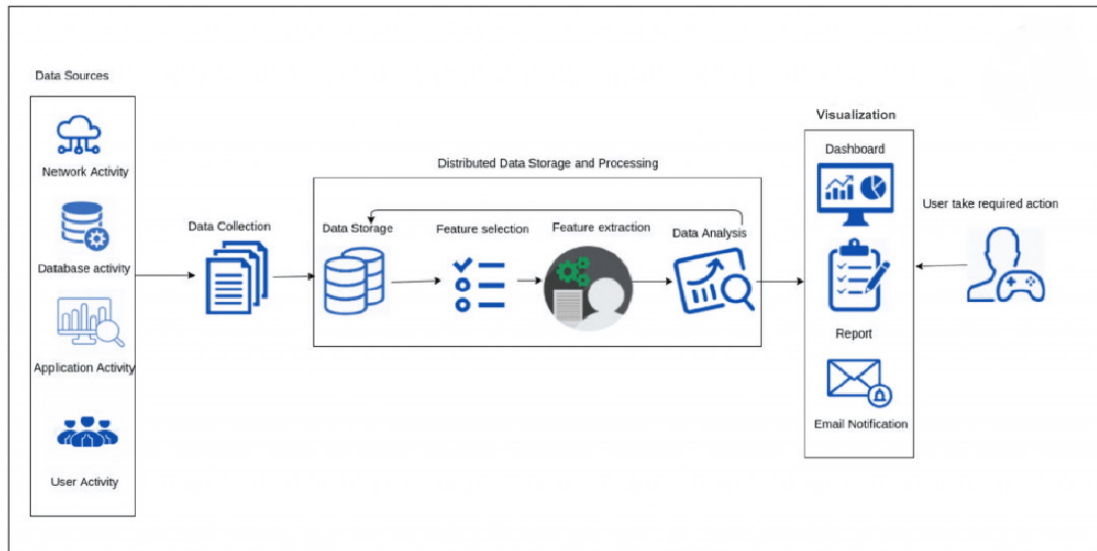 Data Sources
Network Activity
Database activity
Application Activity
User Activity
Data Collection
Distributed Data Storage and Processing
Data Storage
Feature selection
Feature extraction
Data Analysis
Visualization
Dashboard
Report
Email Notification
User take required action